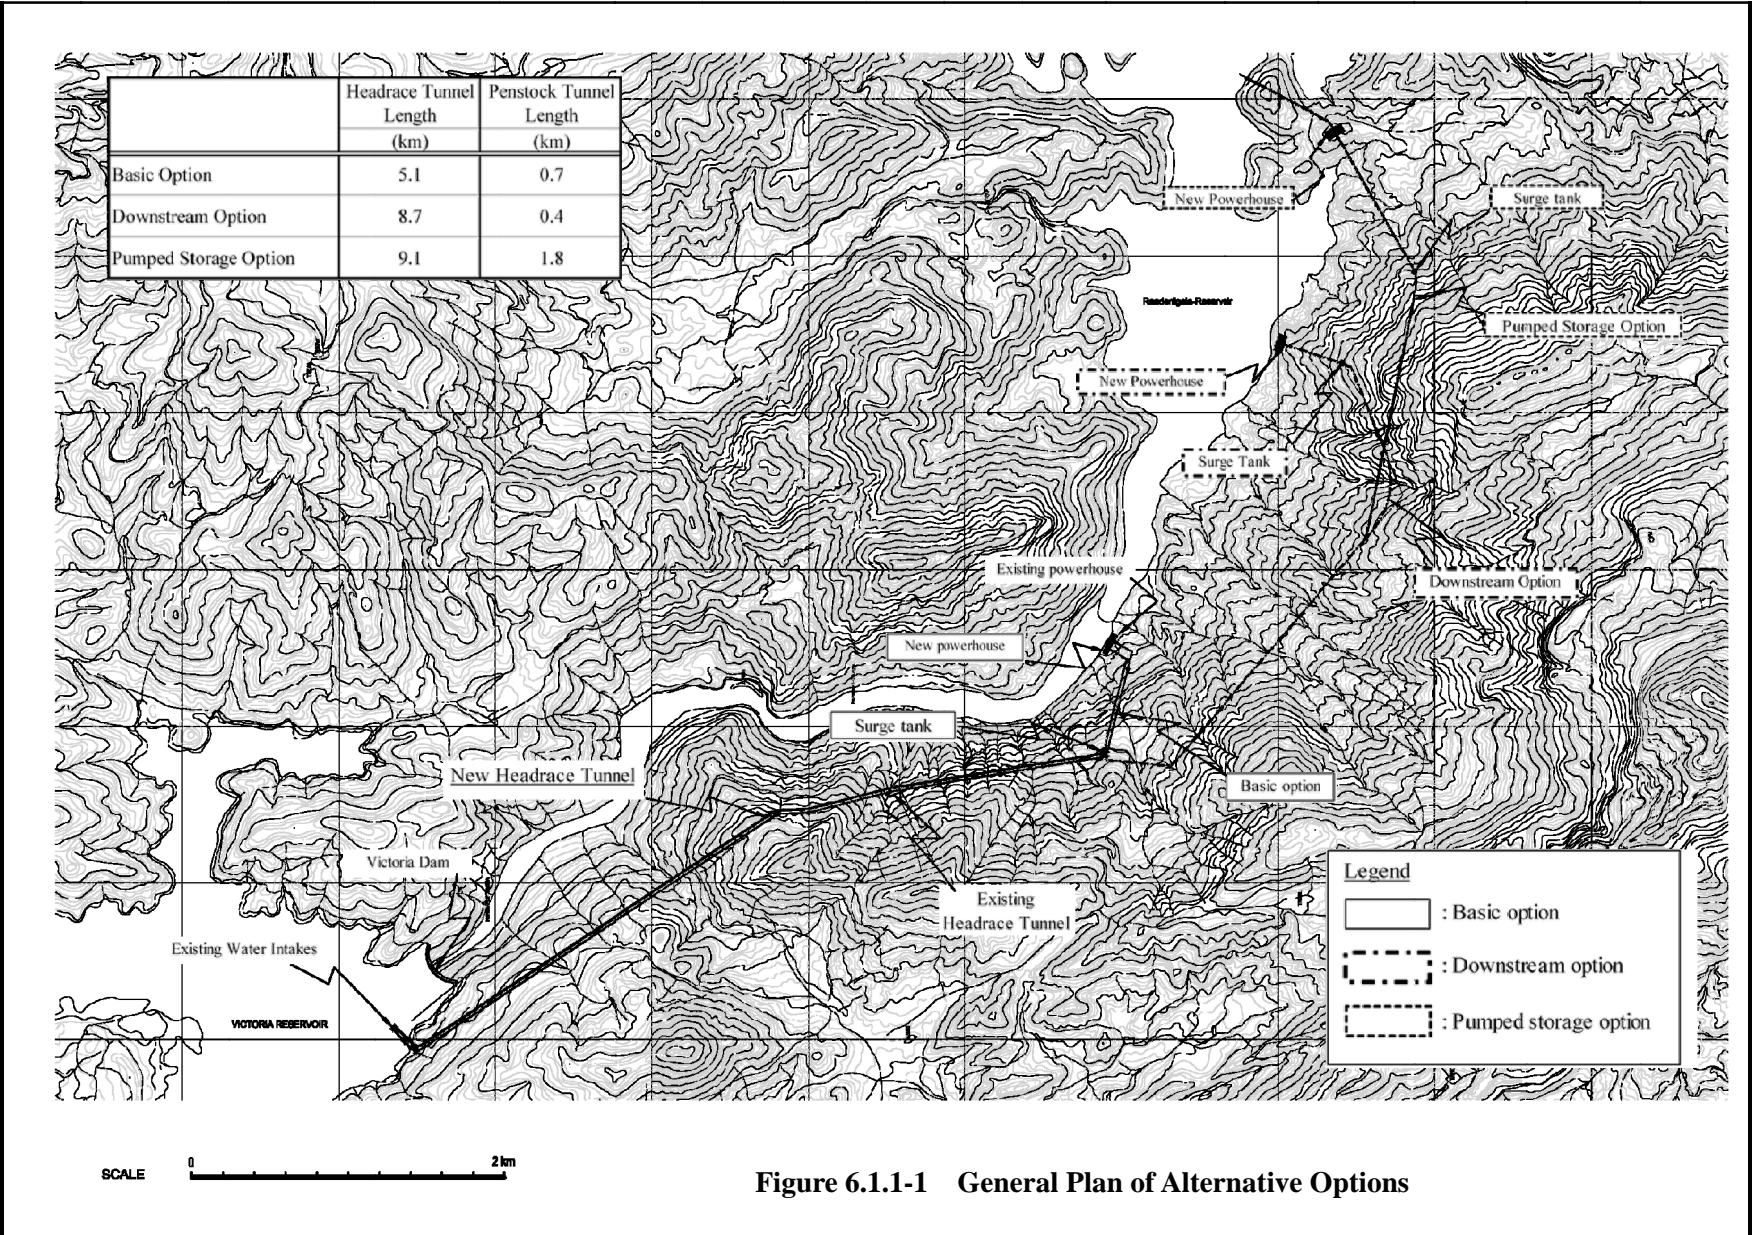 Headrace Tunnel Penstock Tunnel
Length Length
(km) (km)
Basic Option 5.1 0.7
Downstream Option 8.7 0.4
Pumped Storage Option 9.1 1.8
New Powerhouse
Surge tank
Pumped Storage Option
New Powerhouse
Surge Tank
Existing powerhouse
Downstream Option
New powerhouse
Surge tank
New Headrace Tunnel
Basic option
Victoria Dam
Existing
Headrace Tunnel
Existing Water Intakes
VICTORIA RESERVOIR
Legend
: Basic option
: Downstream option
: Pumped storage option
SCALE 0 2 km
Figure 6.1.1-1 General Plan of Alternative Options